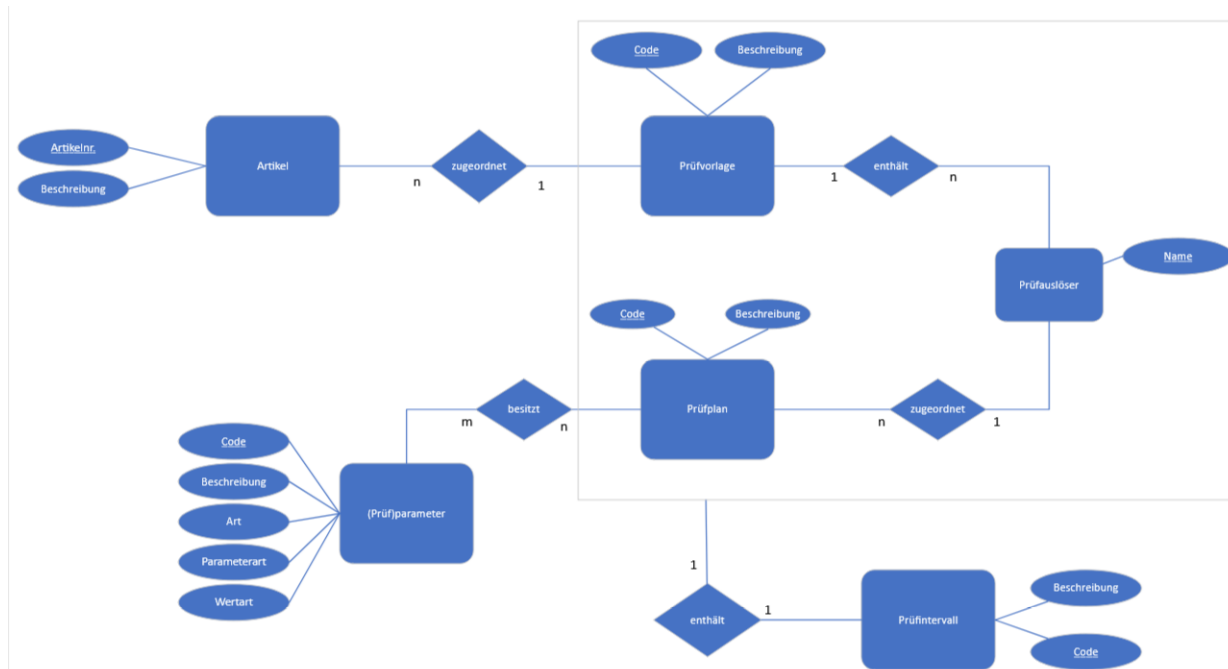 Code
Beschreibung
Artikelnr.
Beschreibung
Artikel
zugeordnet
n
1
Prüfvorlage
enthält
1
n
Prüfauslöser
Name
Code
Beschreibung
Prüfplan
zugeordnet
n
1
besitzt
m
n
Code
Beschreibung
Art
Parameterart
Wertart
(Prüf)parameter
1
enthält
1
Prüfintervall
Beschreibung
Code